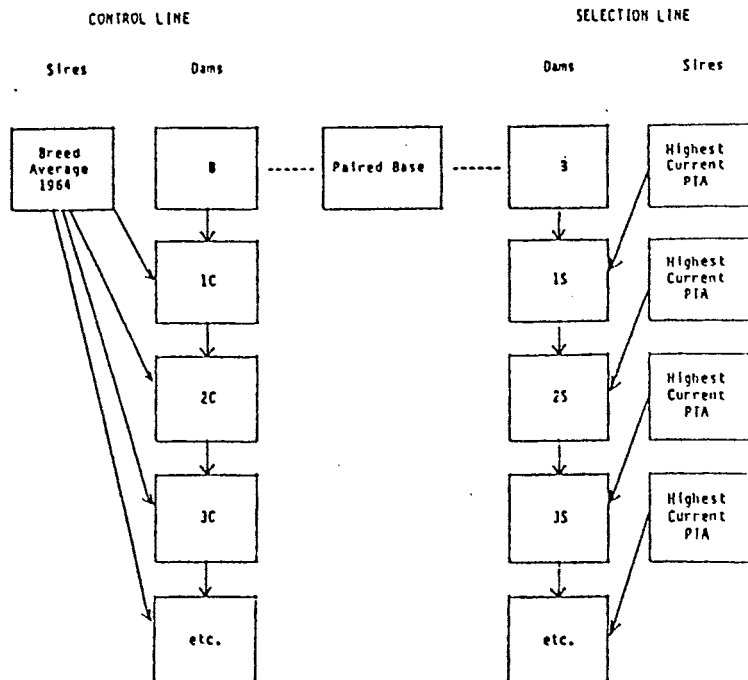 CONTROL LINE SELECTION LINE
Sires Dams Dams Sires
Breed
Average
1964
B
Paired Base
B
Highest
Current
PTA
1C
1S
Highest
Current
PTA
2C
2S
Highest
Current
PTA
3C
3S
Highest
Current
PTA
etc.
etc.